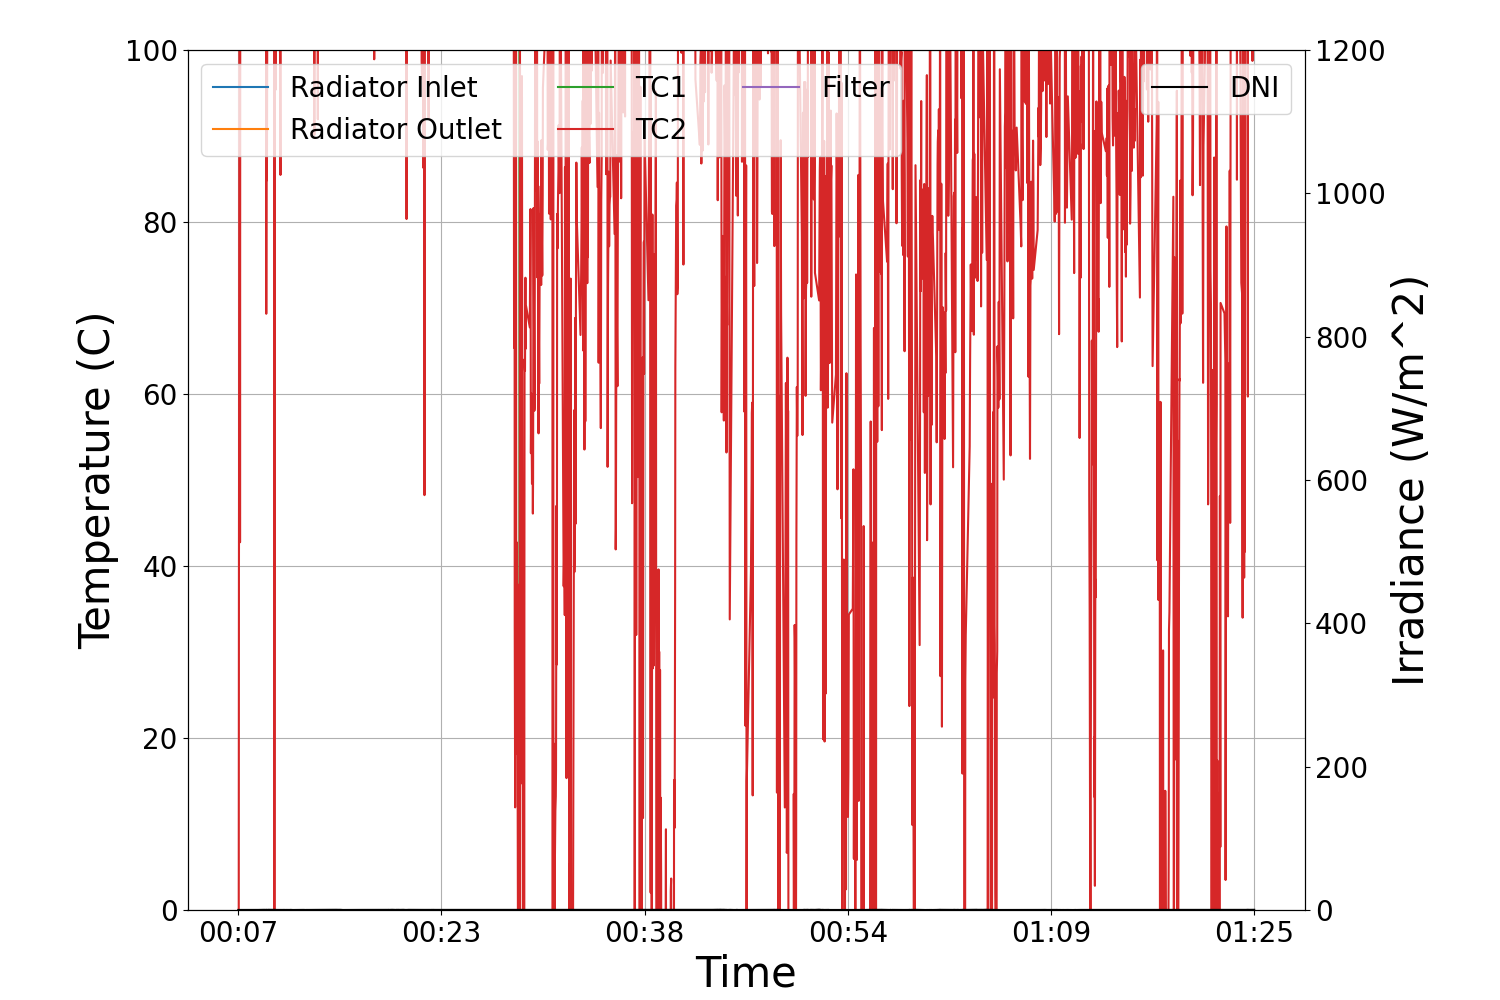 100
80
60
40
20
0
Temperature (C)
Radiator Inlet
Radiator Outlet
TC1
TC2
Filter
DNI
1200
1000
800
600
400
200
0
Irradiance (W/m^2)
00:07
00:23
00:38
00:54
01:09
01:25
Time